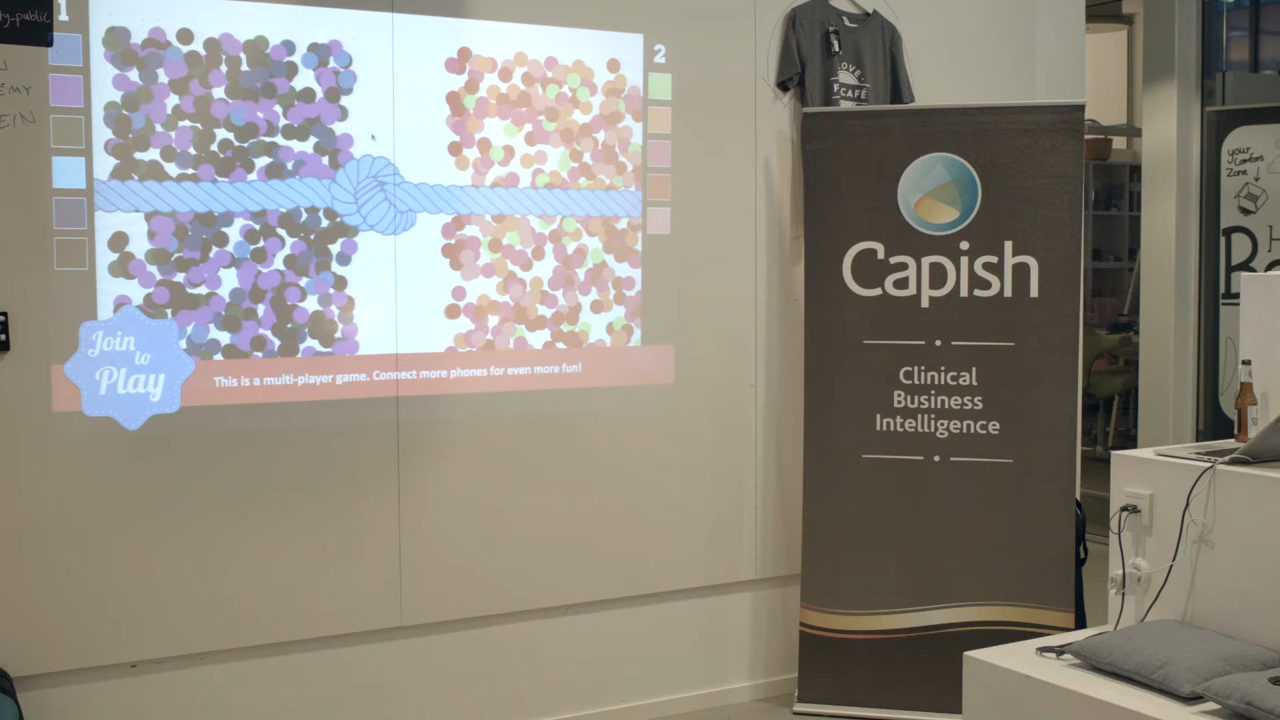 1
2
Join
to
Play
This is a multi-player game. Connect more phones for even more fun!
LOVE
F CAFÉ
Capish
Clinical
Business
Intelligence
your
Comfort
Zone